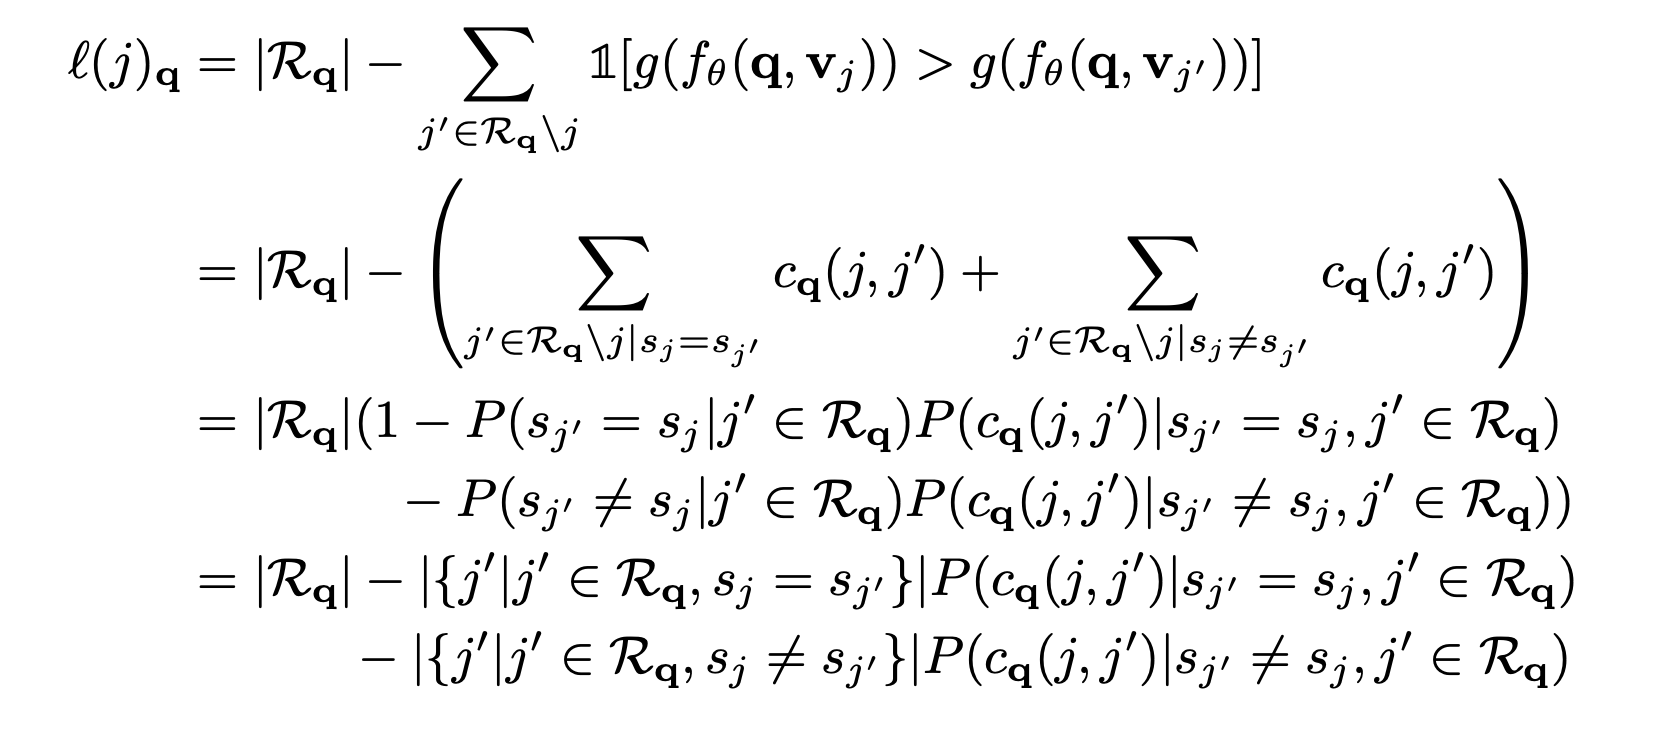 ℓ(j)_𝐪 = |ℛ_𝐪| − ∑_{j′∈ℛ_𝐪\j} 𝟙[g(f_θ(𝐪, 𝐯_j)) > g(f_θ(𝐪, 𝐯_{j′}))]
= |ℛ_𝐪| − (∑_{j′∈ℛ_𝐪\j|s_j=s_{j′}} c_𝐪(j, j′) + ∑_{j′∈ℛ_𝐪\j|s_j≠s_{j′}} c_𝐪(j, j′))
= |ℛ_𝐪|(1 − P(s_{j′} = s_j|j′ ∈ ℛ_𝐪)P(c_𝐪(j, j′)|s_{j′} = s_j, j′ ∈ ℛ_𝐪)
− P(s_{j′} ≠ s_j|j′ ∈ ℛ_𝐪)P(c_𝐪(j, j′)|s_{j′} ≠ s_j, j′ ∈ ℛ_𝐪))
= |ℛ_𝐪| − |{j′|j′ ∈ ℛ_𝐪, s_j = s_{j′}}|P(c_𝐪(j, j′)|s_{j′} = s_j, j′ ∈ ℛ_𝐪)
− |{j′|j′ ∈ ℛ_𝐪, s_j ≠ s_{j′}}|P(c_𝐪(j, j′)|s_{j′} ≠ s_j, j′ ∈ ℛ_𝐪)